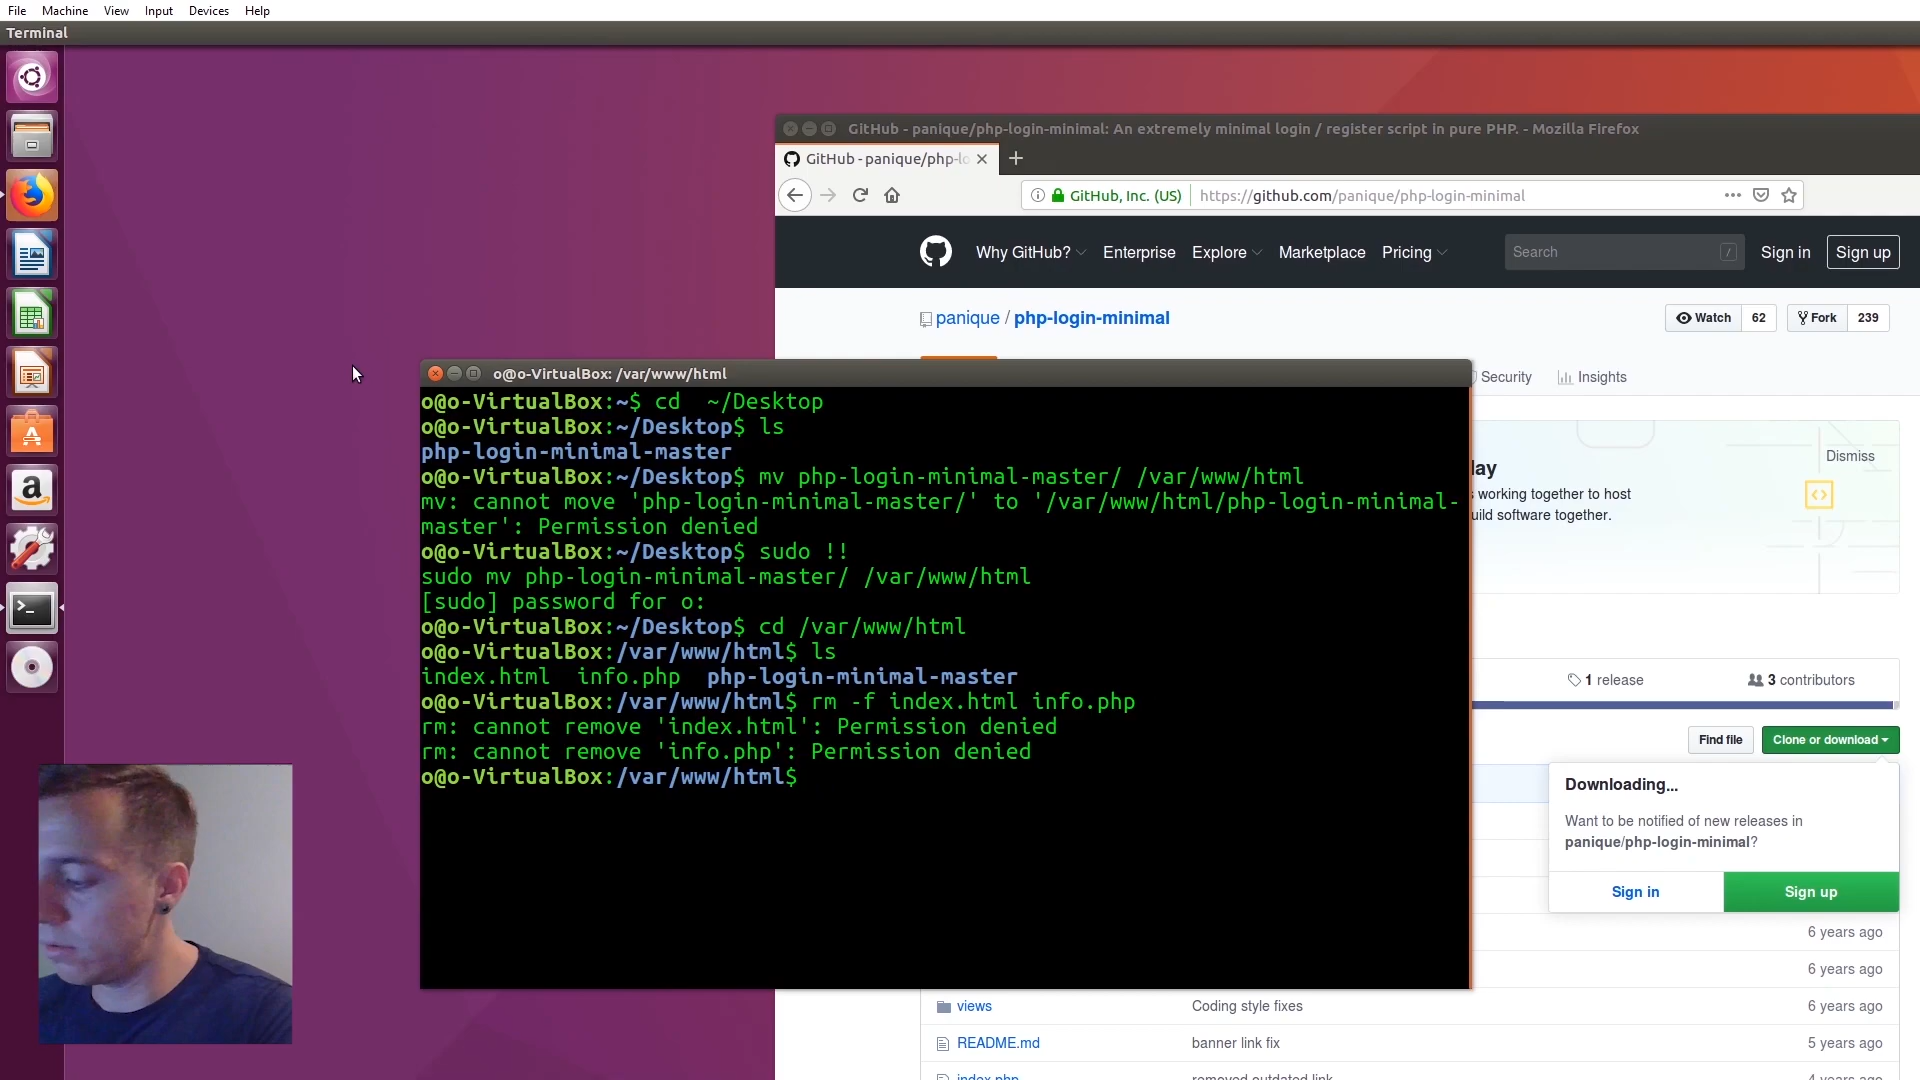 File Machine View Input Devices Help
Terminal
GitHub - panique/php-login-minimal: An extremely minimal login / register script in pure PHP. - Mozilla Firefox
GitHub - panique/php-lo
GitHub, Inc. (US) https://github.com/panique/php-login-minimal
Why GitHub? Enterprise Explore Marketplace Pricing Search / Sign in Sign up
panique / php-login-minimal Watch 62 Fork 239
Security Insights
o@o-VirtualBox: /var/www/html
o@o-VirtualBox:~$ cd  ~/Desktop
o@o-VirtualBox:~/Desktop$ ls
php-login-minimal-master
o@o-VirtualBox:~/Desktop$ mv php-login-minimal-master/ /var/www/html
mv: cannot move 'php-login-minimal-master/' to '/var/www/html/php-login-minimal-
master': Permission denied
o@o-VirtualBox:~/Desktop$ sudo !!
sudo mv php-login-minimal-master/ /var/www/html
[sudo] password for o:
o@o-VirtualBox:~/Desktop$ cd /var/www/html
o@o-VirtualBox:/var/www/html$ ls
index.html  info.php  php-login-minimal-master
o@o-VirtualBox:/var/www/html$ rm -f index.html info.php
rm: cannot remove 'index.html': Permission denied
rm: cannot remove 'info.php': Permission denied
o@o-VirtualBox:/var/www/html$
Dismiss
working together to host
software together.
1 release 3 contributors
Find file Clone or download
Downloading...
Want to be notified of new releases in
panique/php-login-minimal?
Sign in Sign up
6 years ago
6 years ago
views Coding style fixes 6 years ago
README.md banner link fix 5 years ago
index.php removed outdated link 4 years ago